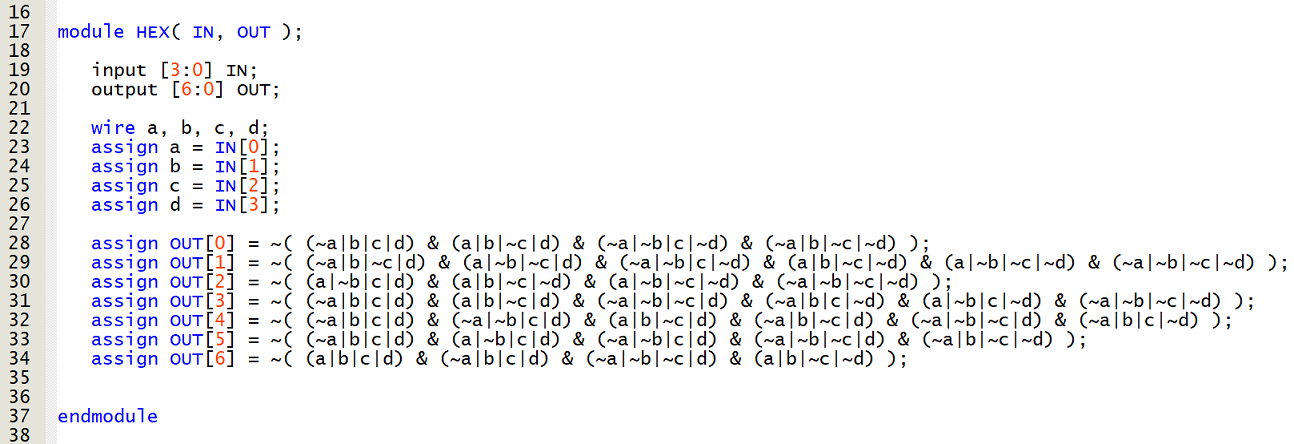 16
17 module HEX( IN, OUT );
18
19 input [3:0] IN;
20 output [6:0] OUT;
21
22 wire a, b, c, d;
23 assign a = IN[0];
24 assign b = IN[1];
25 assign c = IN[2];
26 assign d = IN[3];
27
28 assign OUT[0] = ~( (~a|b|c|d) & (a|b|~c|d) & (~a|~b|c|~d) & (~a|b|~c|~d) );
29 assign OUT[1] = ~( (~a|b|~c|d) & (a|~b|~c|d) & (~a|~b|c|~d) & (a|b|~c|~d) & (a|~b|~c|~d) & (~a|~b|~c|~d) );
30 assign OUT[2] = ~( (a|~b|c|d) & (a|b|~c|~d) & (a|~b|~c|~d) & (~a|~b|~c|~d) );
31 assign OUT[3] = ~( (~a|b|c|d) & (a|b|~c|d) & (~a|~b|~c|d) & (~a|b|c|~d) & (a|~b|c|~d) & (~a|~b|~c|~d) );
32 assign OUT[4] = ~( (~a|b|c|d) & (~a|~b|c|d) & (a|b|~c|d) & (~a|b|~c|d) & (~a|~b|~c|d) & (~a|b|c|~d) );
33 assign OUT[5] = ~( (~a|b|c|d) & (a|~b|c|d) & (~a|~b|c|d) & (~a|~b|~c|d) & (~a|b|~c|~d) );
34 assign OUT[6] = ~( (a|b|c|d) & (~a|b|c|d) & (~a|~b|~c|d) & (a|b|~c|~d) );
35
36
37 endmodule
38